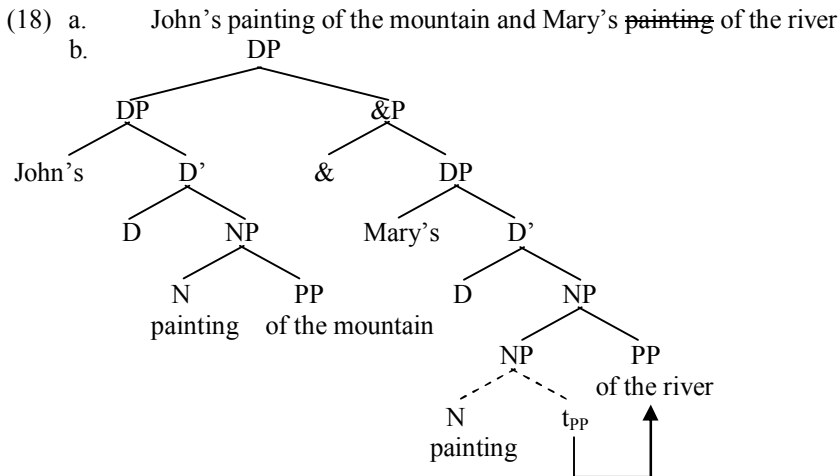 (18) a. John's painting of the mountain and Mary's painting of the river
b. DP
DP &P
John's D' & DP
D NP Mary's D'
N PP D NP
painting of the mountain NP PP
of the river
N tPP
painting